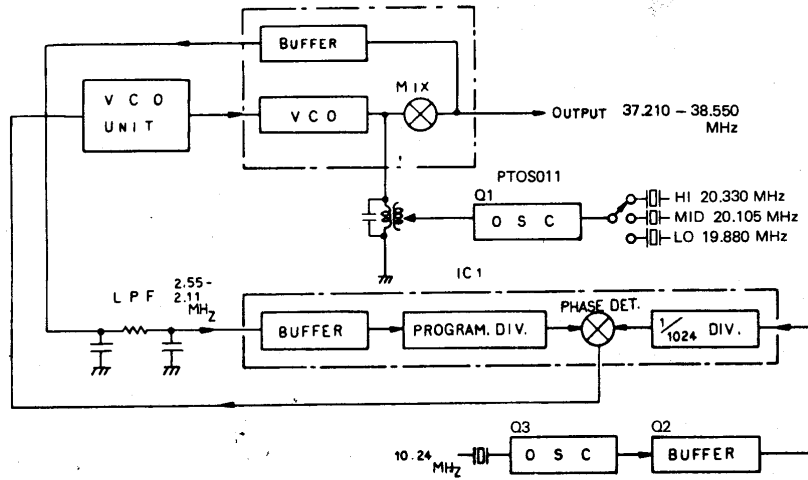 BUFFER
MIX
VCO
UNIT
VCO
OUTPUT 37.210 – 38.550
MHz
PTOS011
Q1
OSC
HI 20.330 MHz
MID 20.105 MHz
LO 19.880 MHz
IC1
LPF
2.55-
2.11
MHz
PHASE DET.
BUFFER
PROGRAM. DIV.
1/1024 DIV.
Q3
Q2
10.24
MHz
OSC
BUFFER